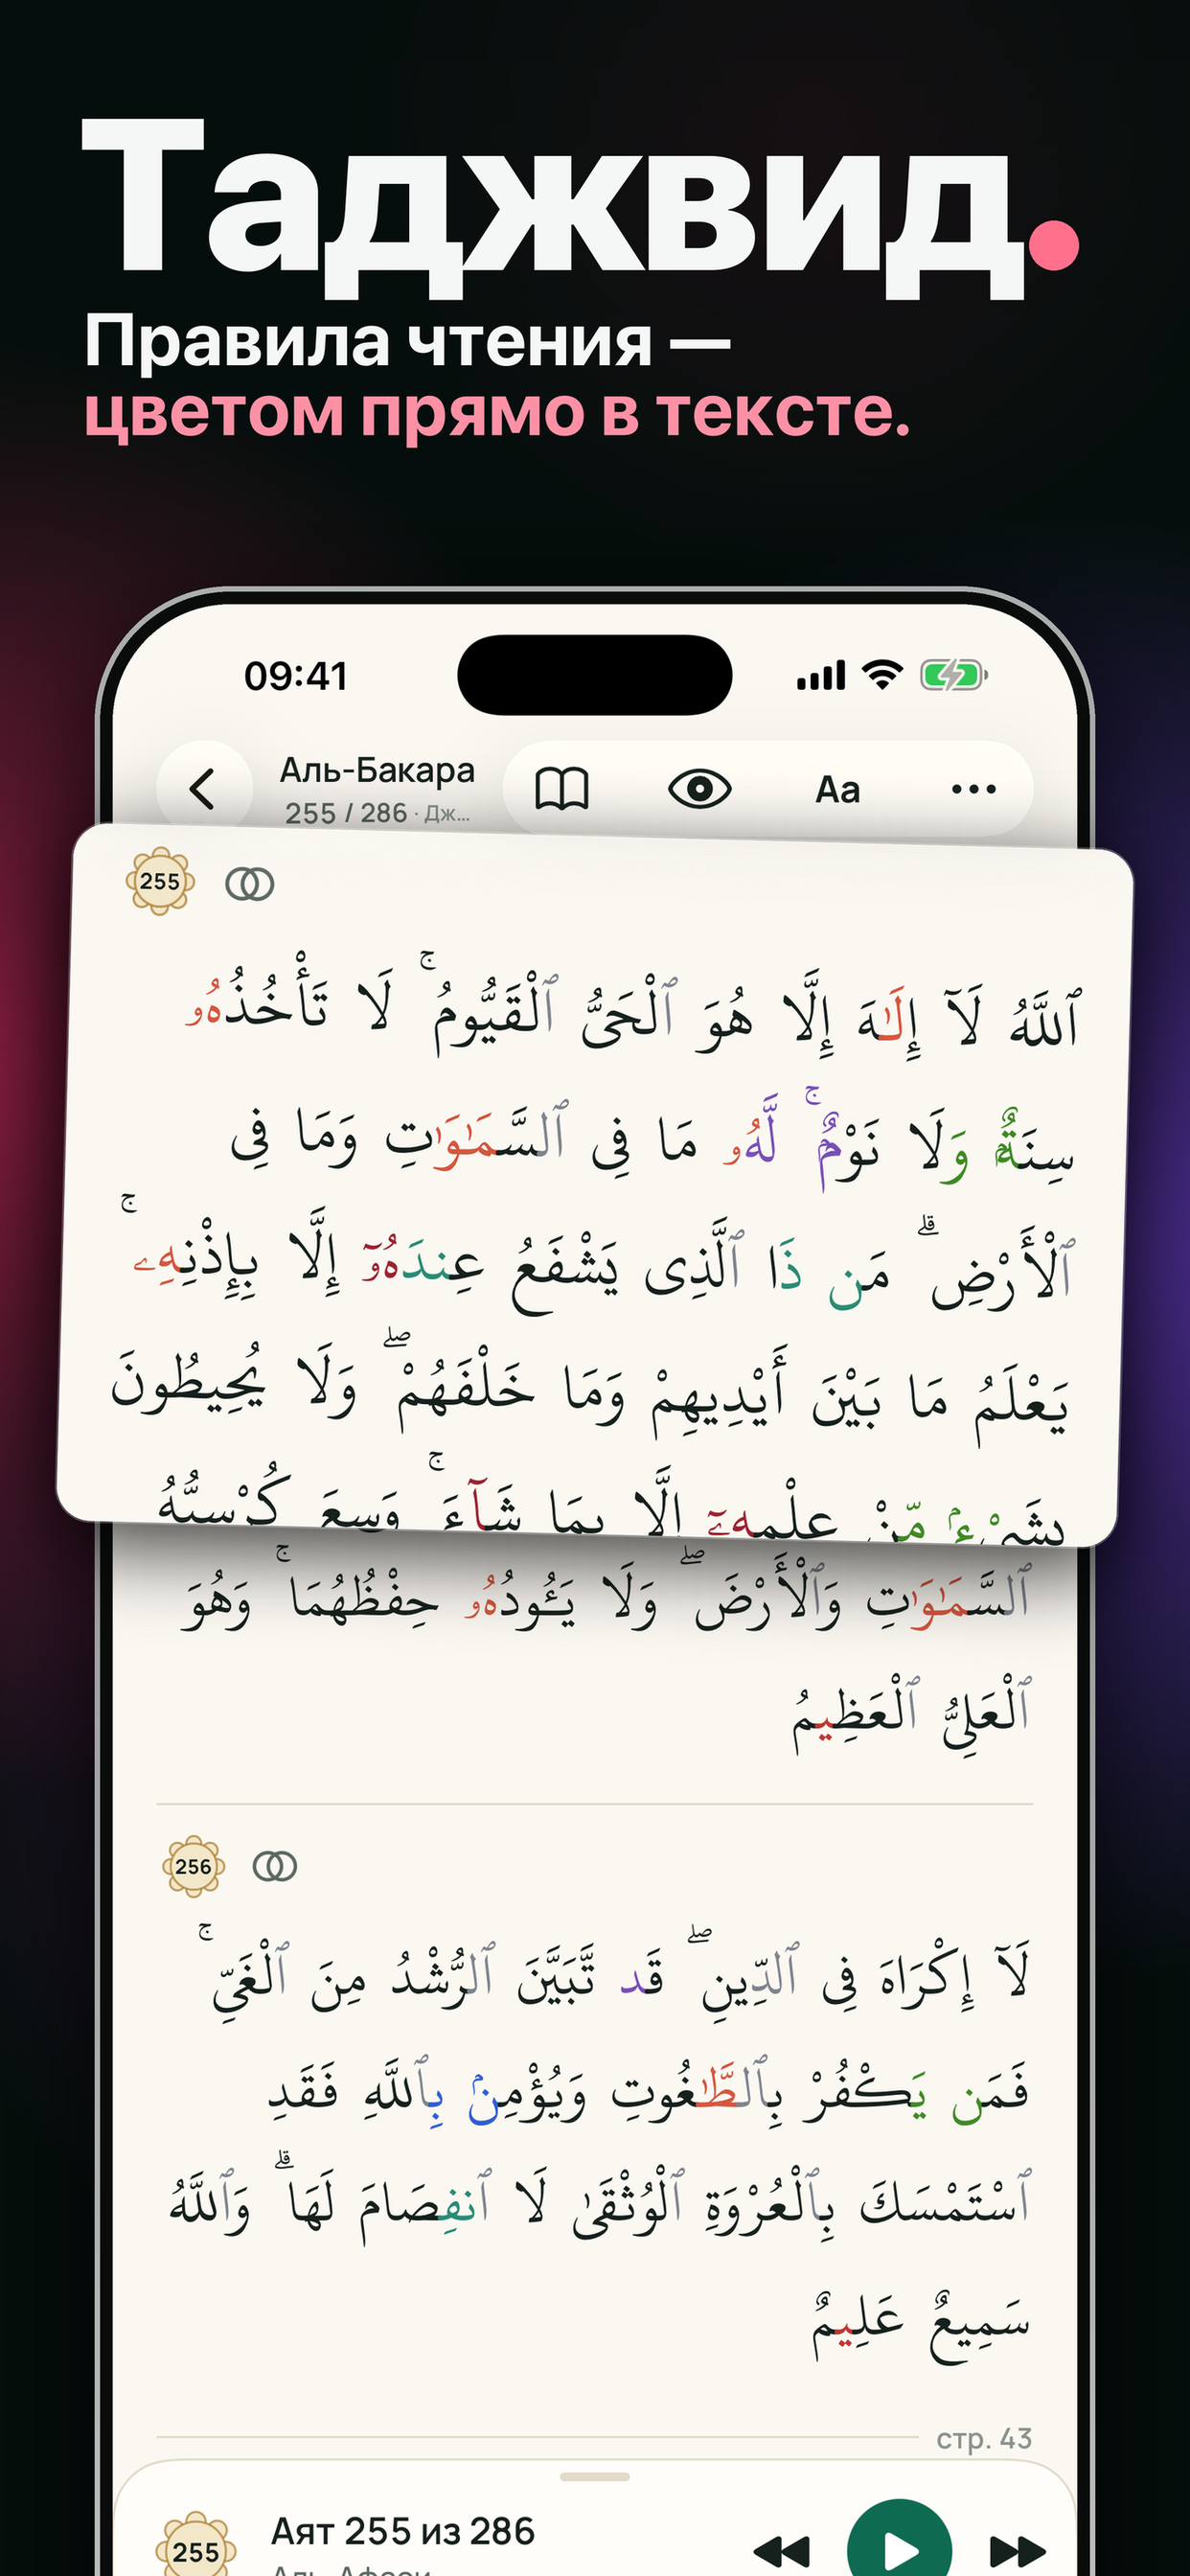 Таджвид.
Правила чтения —
цветом прямо в тексте.
09:41
Аль-Бакара
255 / 286 · Дж...
Aa
255
ٱللَّهُ لَآ إِلَـٰهَ إِلَّا هُوَ ٱلْحَىُّ ٱلْقَيُّومُ ۚ لَا تَأْخُذُهُۥ
سِنَةٌ وَلَا نَوْمٌ ۚ لَّهُۥ مَا فِى ٱلسَّمَـٰوَٰتِ وَمَا فِى
ٱلْأَرْضِ ۗ مَن ذَا ٱلَّذِى يَشْفَعُ عِندَهُۥٓ إِلَّا بِإِذْنِهِۦ ۚ
يَعْلَمُ مَا بَيْنَ أَيْدِيهِمْ وَمَا خَلْفَهُمْ ۖ وَلَا يُحِيطُونَ
بِشَىْءٍ مِّنْ عِلْمِهِۦٓ إِلَّا بِمَا شَآءَ ۚ وَسِعَ كُرْسِيُّهُ
ٱلسَّمَـٰوَٰتِ وَٱلْأَرْضَ ۖ وَلَا يَـُٔودُهُۥ حِفْظُهُمَا ۚ وَهُوَ
ٱلْعَلِىُّ ٱلْعَظِيمُ
256
لَآ إِكْرَاهَ فِى ٱلدِّينِ ۖ قَد تَّبَيَّنَ ٱلرُّشْدُ مِنَ ٱلْغَىِّ ۚ
فَمَن يَكْفُرْ بِٱلطَّـٰغُوتِ وَيُؤْمِنۢ بِٱللَّهِ فَقَدِ
ٱسْتَمْسَكَ بِٱلْعُرْوَةِ ٱلْوُثْقَىٰ لَا ٱنفِصَامَ لَهَا ۗ وَٱللَّهُ
سَمِيعٌ عَلِيمٌ
стр. 43
255
Аят 255 из 286